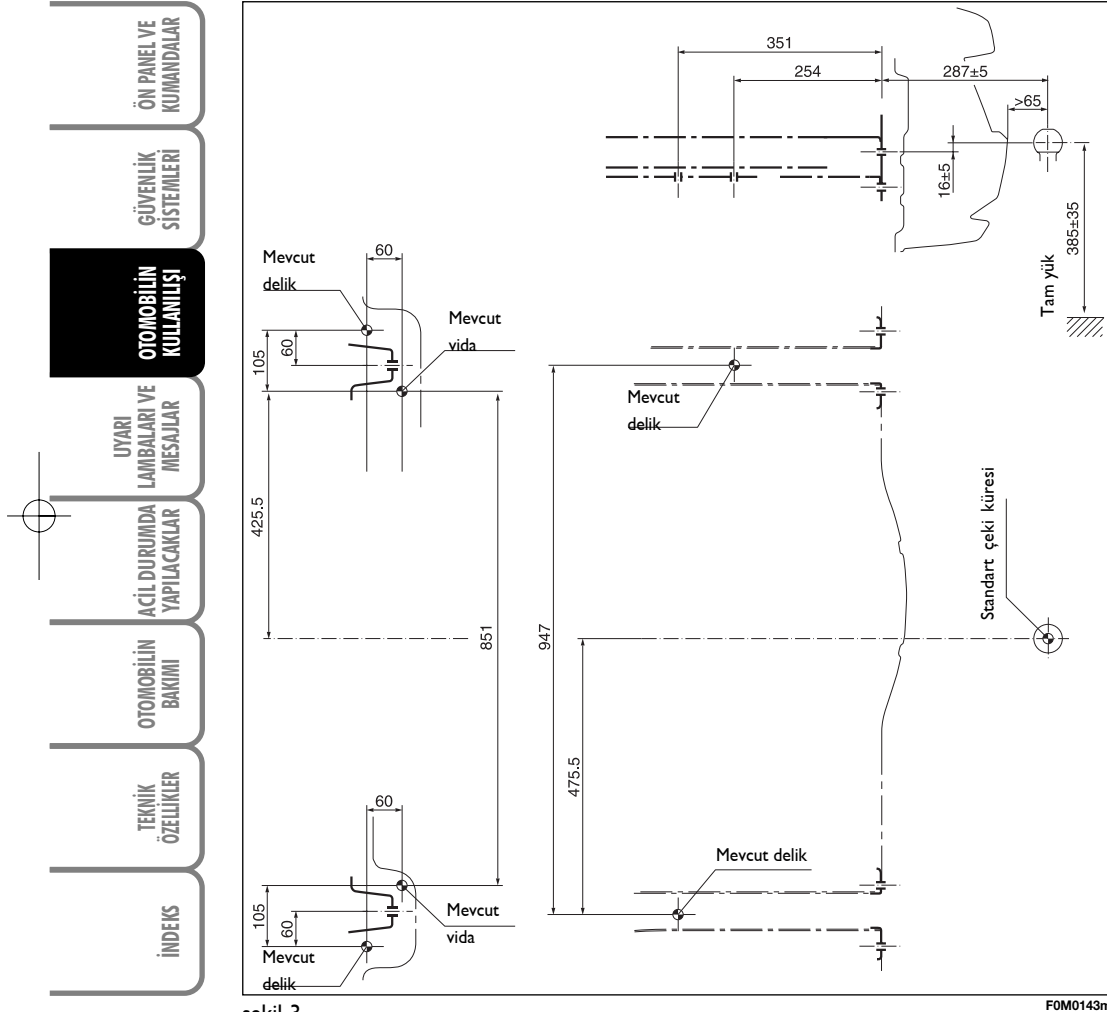 ÖN PANEL VE
KUMANDALAR
GÜVENLİK
SİSTEMLERİ
OTOMOBİLİN
KULLANILIŞI
UYARI
LAMBALARI VE
MESAJLAR
ACİL DURUMDA
YAPILACAKLAR
OTOMOBİLİN
BAKIMI
TEKNİK
ÖZELLİKLER
İNDEKS
351
254
287±5
>65
16±5
385±35
Tam yük
60
Mevcut
delik
Mevcut
vida
105
60
Mevcut
delik
425.5
851
947
475.5
Standart çeki küresi
60
Mevcut delik
105
60
Mevcut
vida
Mevcut
delik
şekil 3
F0M0143m